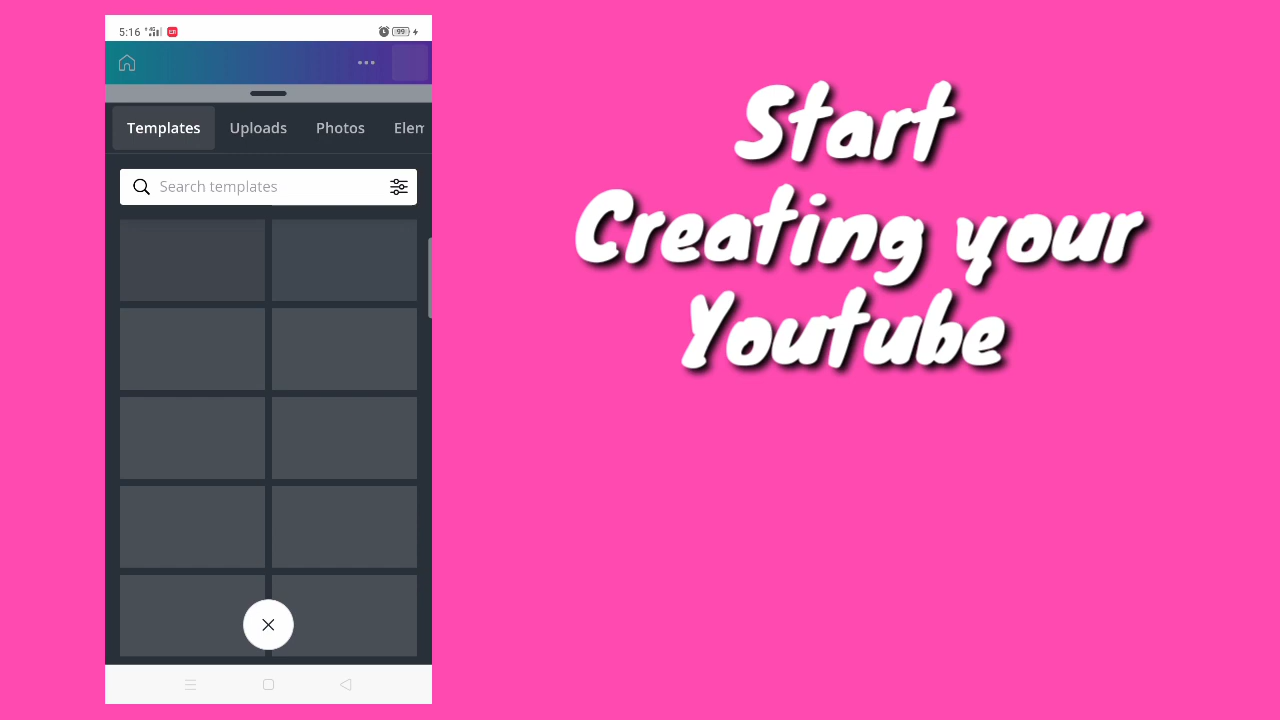 5:16
99
Templates Uploads Photos Elem
Search templates
Start
Creating your
Youtube